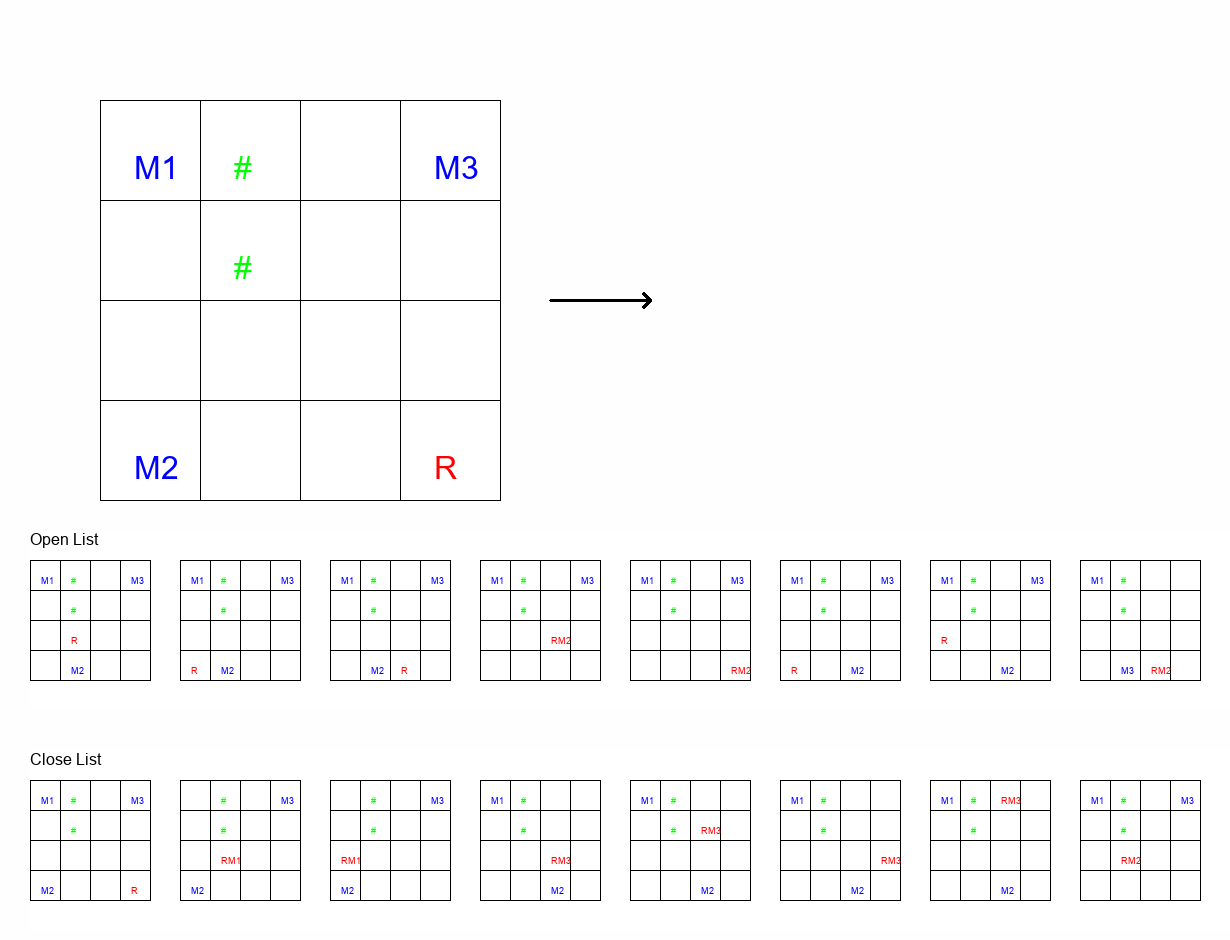 M1 # M3
#
M2 R
Open List
M1 # M3 M1 # M3 M1 # M3 M1 # M3 M1 # M3 M1 # M3 M1 # M3 M1 #
# # # # # # # #
R RM2 R
M2 R M2 M2 R RM2 R M2 M2 M3 RM2
Close List
M1 # M3 # M3 # M3 M1 # M1 # M1 # M1 # RM3 M1 # M3
# # # # # RM3 # # #
RM1 RM1 RM3 RM3 RM2
M2 R M2 M2 M2 M2 M2 M2